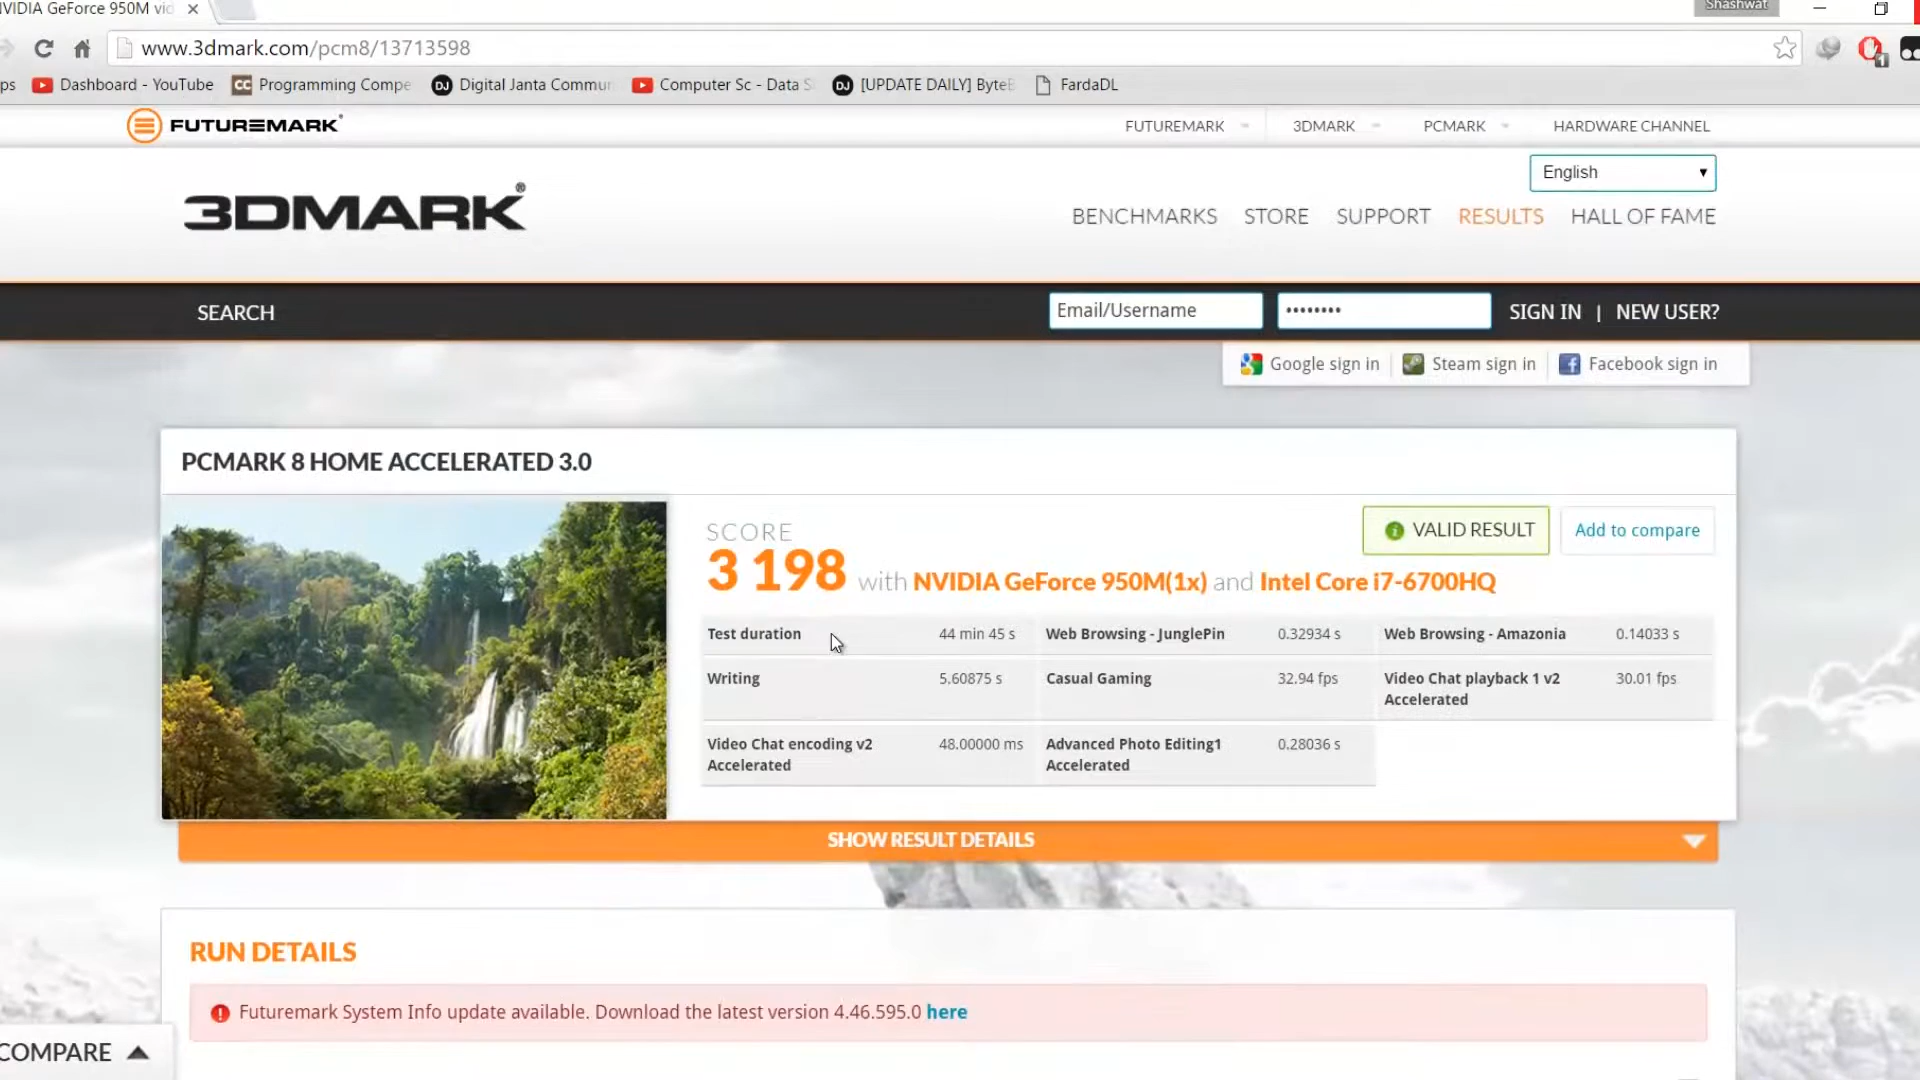 VIDIA GeForce 950M vid
Shashwat
www.3dmark.com/pcm8/13713598
ps Dashboard - YouTube CC Programming Compe DJ Digital Janta Commun Computer Sc - Data S DJ [UPDATE DAILY] ByteB FardaDL
FUTUREMARK FUTUREMARK 3DMARK PCMARK HARDWARE CHANNEL
English
3DMARK®
BENCHMARKS STORE SUPPORT RESULTS HALL OF FAME
SEARCH Email/Username •••••••• SIGN IN | NEW USER?
Google sign in Steam sign in Facebook sign in
PCMARK 8 HOME ACCELERATED 3.0
SCORE
VALID RESULT Add to compare
3 198 with NVIDIA GeForce 950M(1x) and Intel Core i7-6700HQ
Test duration 44 min 45 s Web Browsing - JunglePin 0.32934 s Web Browsing - Amazonia 0.14033 s
Writing 5.60875 s Casual Gaming 32.94 fps Video Chat playback 1 v2 30.01 fps
Accelerated
Video Chat encoding v2 48.00000 ms Advanced Photo Editing1 0.28036 s
Accelerated Accelerated
SHOW RESULT DETAILS
RUN DETAILS
Futuremark System Info update available. Download the latest version 4.46.595.0 here
COMPARE